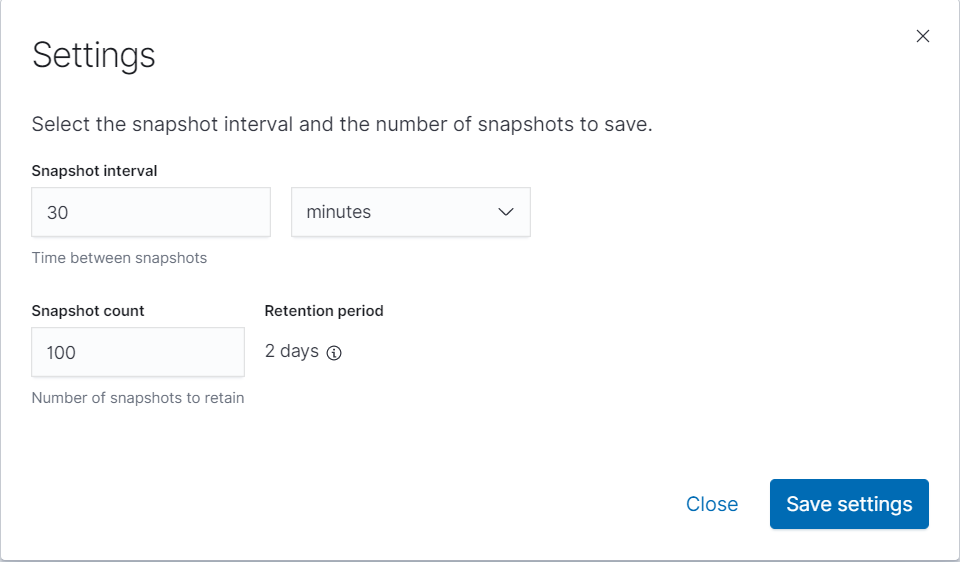 Settings
Select the snapshot interval and the number of snapshots to save.
Snapshot interval
30 minutes
Time between snapshots
Snapshot count Retention period
100 2 days
Number of snapshots to retain
Close Save settings